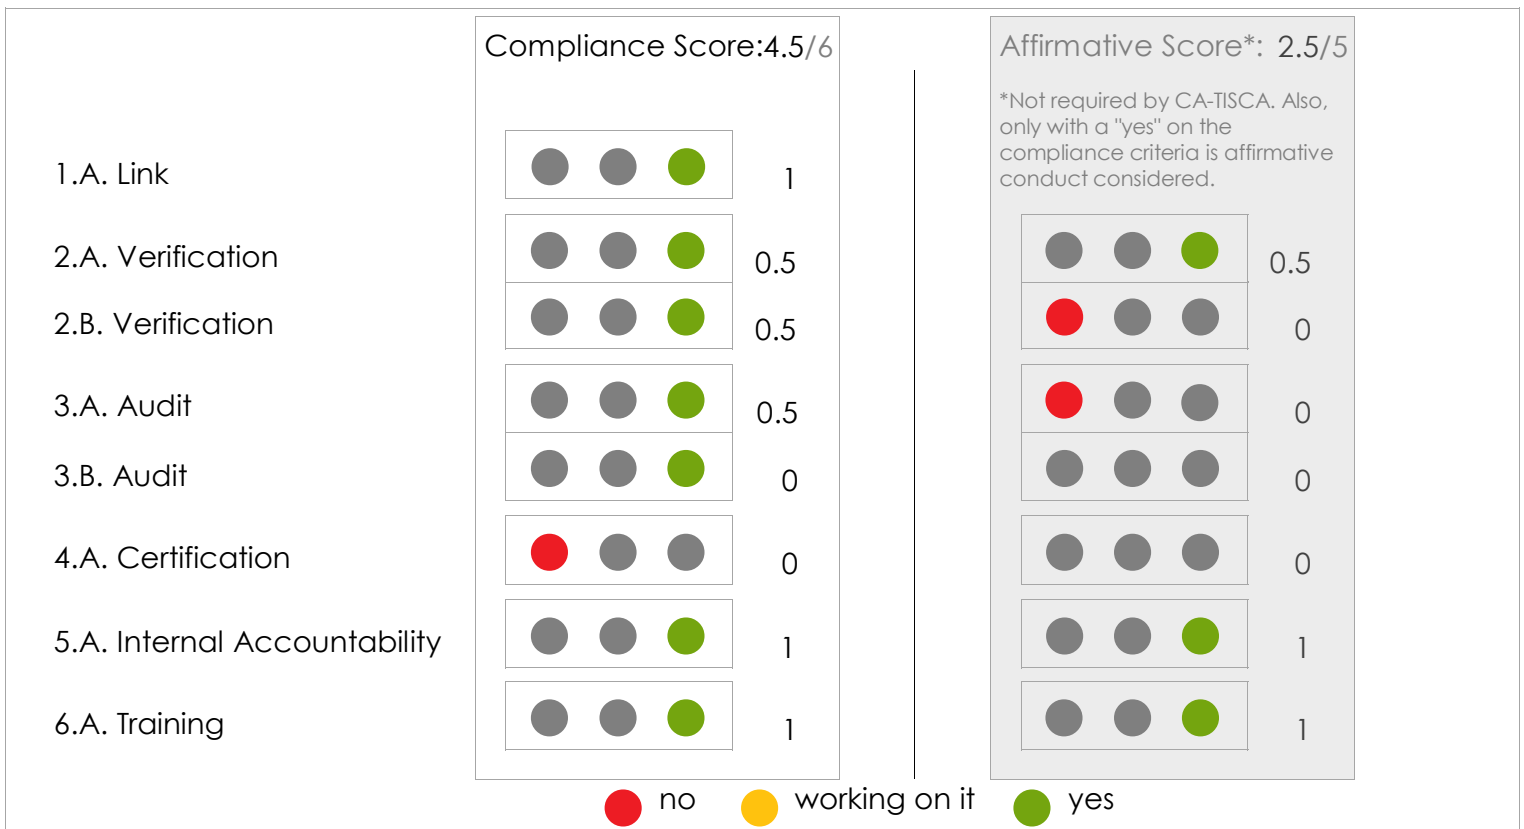 Compliance Score:4.5/6
Affirmative Score*: 2.5/5
*Not required by CA-TISCA. Also,
only with a "yes" on the
compliance criteria is affirmative
conduct considered.
1.A. Link 1
2.A. Verification 0.5 0.5
2.B. Verification 0.5 0
3.A. Audit 0.5 0
3.B. Audit 0 0
4.A. Certification 0 0
5.A. Internal Accountability 1 1
6.A. Training 1 1
no working on it yes